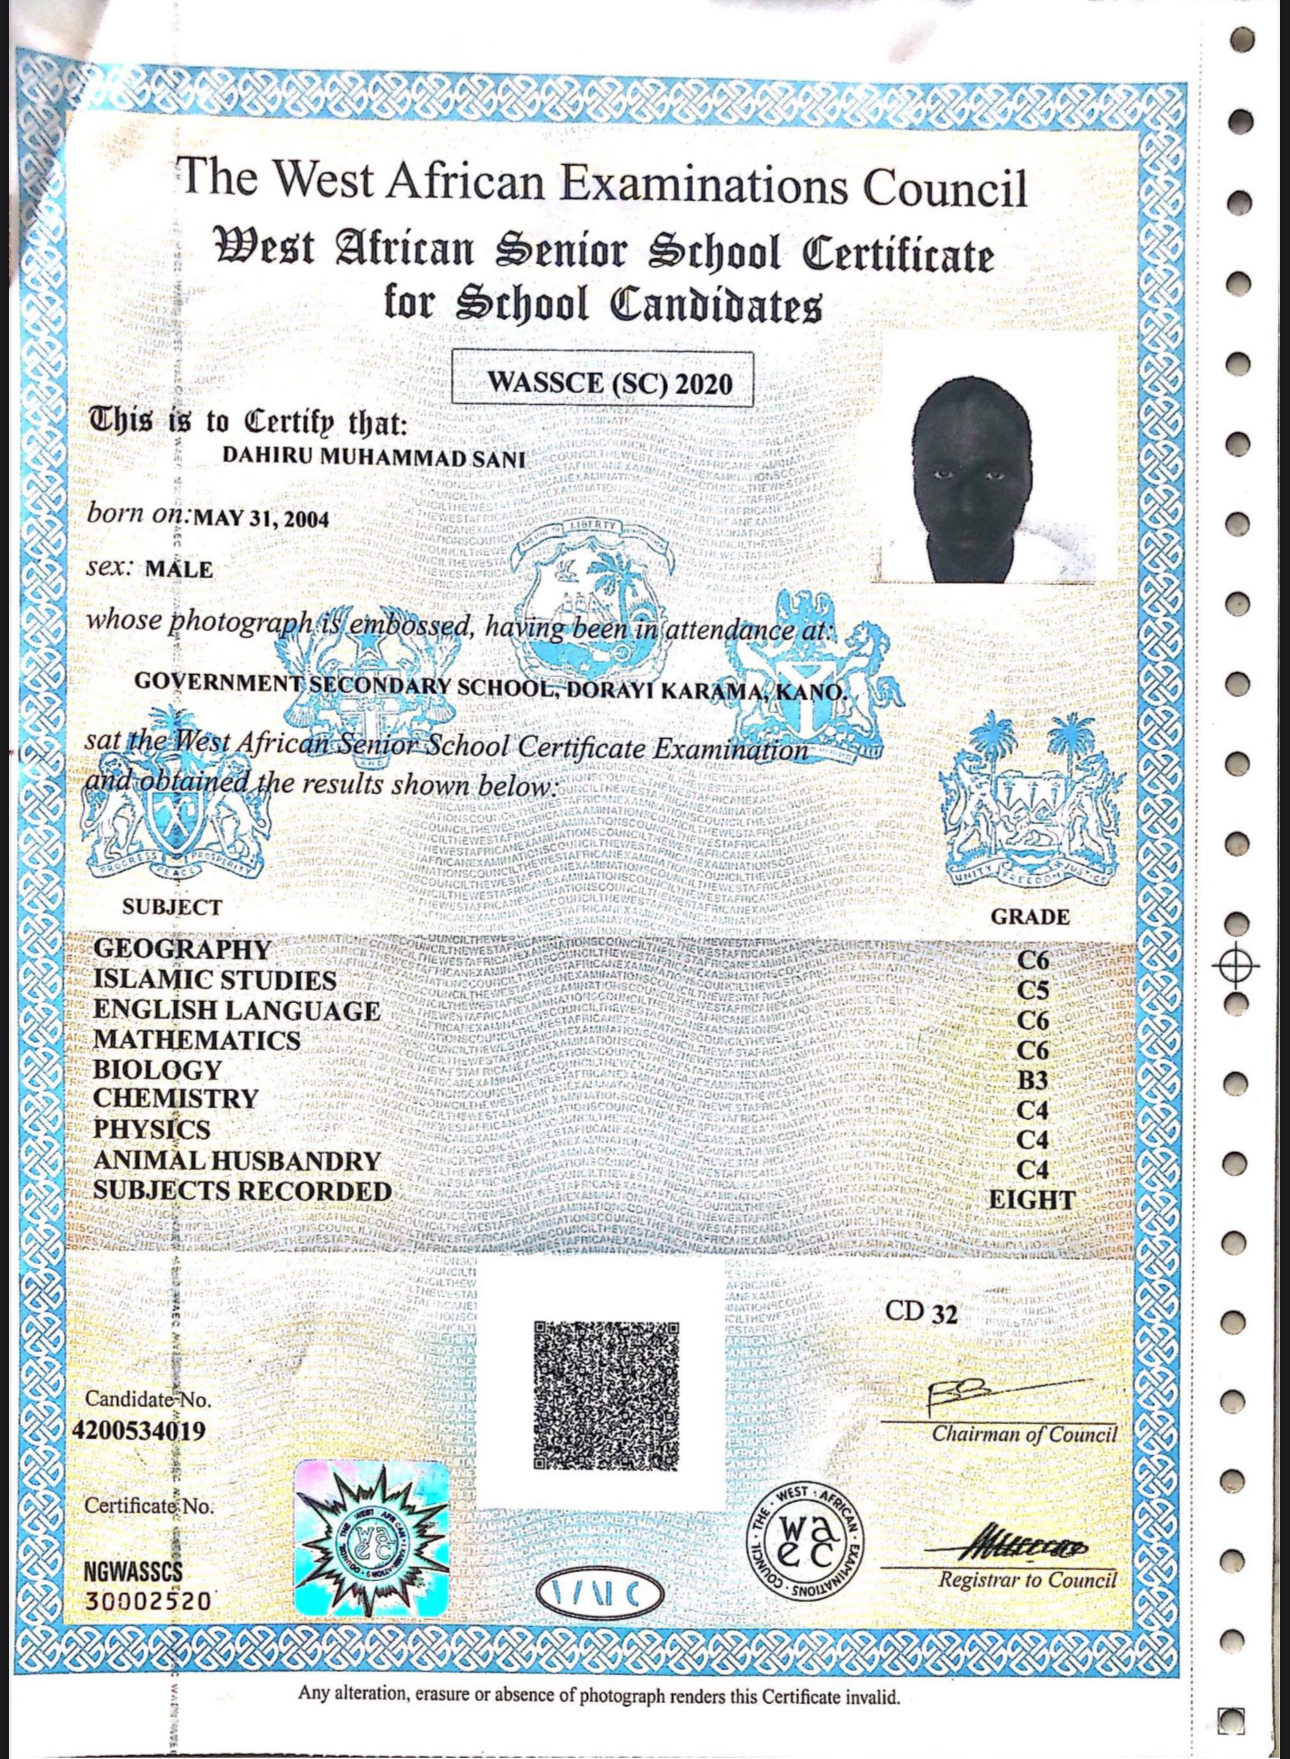 The West African Examinations Council
West African Senior School Certificate
for School Candidates
WASSCE (SC) 2020
This is to Certify that:
DAHIRU MUHAMMAD SANI
born on: MAY 31, 2004
sex: MALE
whose photograph is embossed, having been in attendance at:
GOVERNMENT SECONDARY SCHOOL, DORAYI KARAMA, KANO.
sat the West African Senior School Certificate Examination
and obtained the results shown below:
LIBERTY
PROGRESS PEACE PROSPERITY
UNITY FREEDOM JUSTICE
SUBJECT GRADE
GEOGRAPHY C6
ISLAMIC STUDIES C5
ENGLISH LANGUAGE C6
MATHEMATICS C6
BIOLOGY B3
CHEMISTRY C4
PHYSICS C4
ANIMAL HUSBANDRY C4
SUBJECTS RECORDED EIGHT
CD 32
Candidate No.
4200534019
Chairman of Council
Certificate No.
NGWASSCS
30002520
THE · WEST · AFRICAN · EXAMINATIONS · COUNCIL
wa
ec
Registrar to Council
Any alteration, erasure or absence of photograph renders this Certificate invalid.